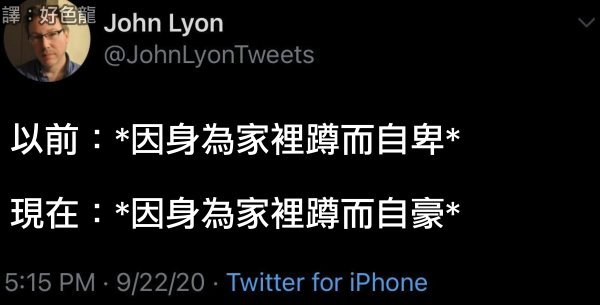 譯：好色龍
John Lyon
@JohnLyonTweets
以前：*因身為家裡蹲而自卑*
現在：*因身為家裡蹲而自豪*
5:15 PM · 9/22/20 · Twitter for iPhone